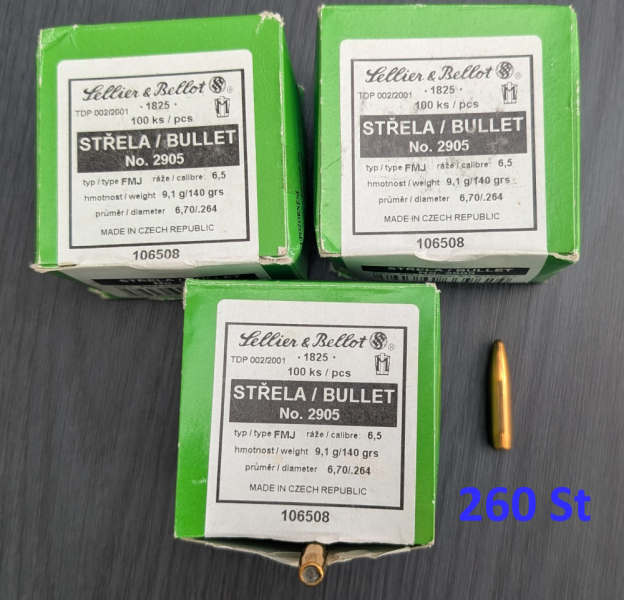 Sellier & Bellot
TDP 002/2001 · 1825 ·
100 ks / pcs
STŘELA / BULLET
No. 2905
typ / type FMJ ráže / calibre: 6,5
hmotnost / weight 9,1 g/140 grs
průměr / diameter 6,70/.264
MADE IN CZECH REPUBLIC
106508
STŘELA / BULLET
Sellier & Bellot
TDP 002/2001 · 1825 ·
100 ks / pcs
STŘELA / BULLET
No. 2905
typ / type FMJ ráže / calibre: 6,5
hmotnost / weight 9,1 g/140 grs
průměr / diameter 6,70/.264
MADE IN CZECH REPUBLIC
106508
STŘELA / BULLET
Sellier & Bellot
TDP 002/2001 · 1825 ·
100 ks / pcs
STŘELA / BULLET
No. 2905
typ / type FMJ ráže / calibre: 6,5
hmotnost / weight 9,1 g/140 grs
průměr / diameter 6,70/.264
MADE IN CZECH REPUBLIC
106508
260 St